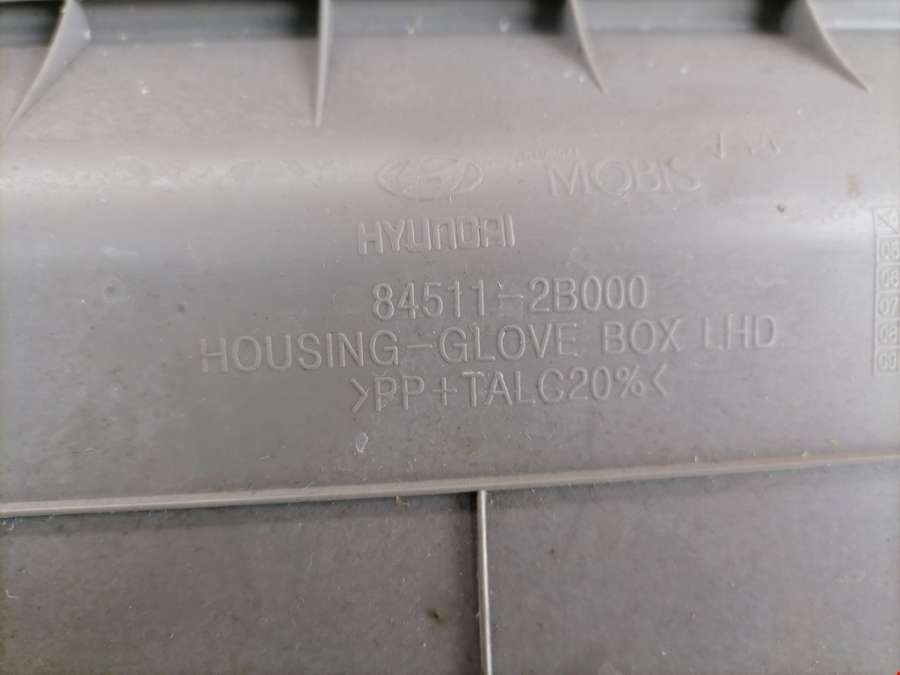 MOBIS
HYUNDAI
84511-2B000
HOUSING-GLOVE BOX LHD
>PP+TALC20%<